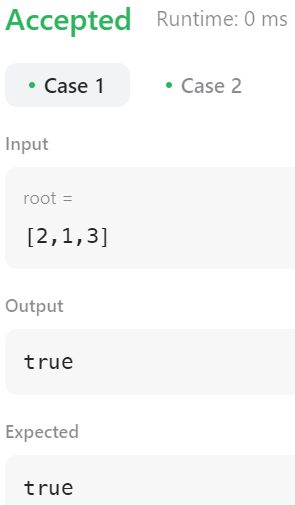 Accepted Runtime: 0 ms
• Case 1 • Case 2
Input
root =
[2,1,3]
Output
true
Expected
true